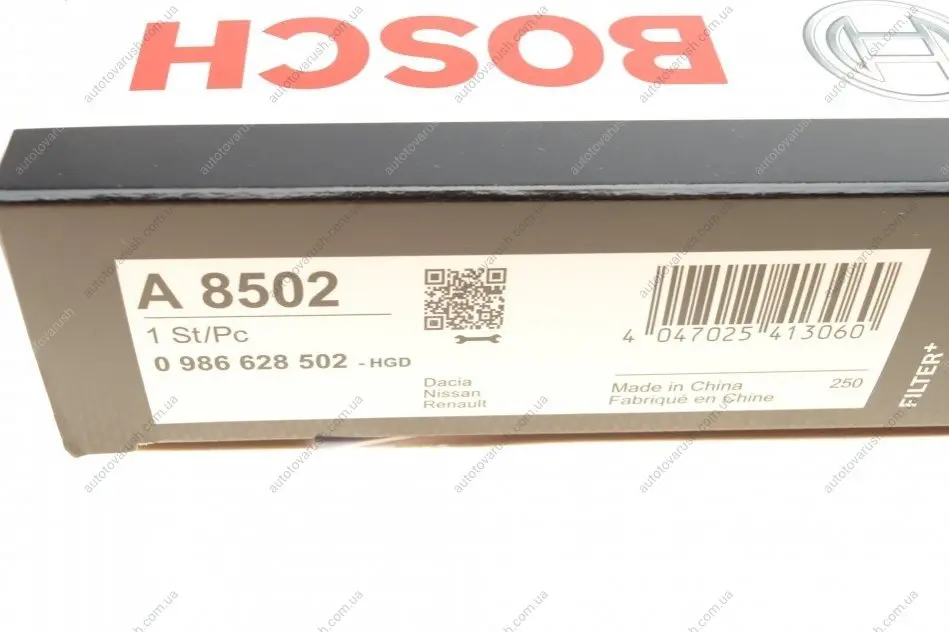 BOSCH
A 8502
1 St/Pc
0 986 628 502 - HGD
Dacia
Nissan
Renault
4 047025 413060
Made in China
Fabriqué en Chine
250
FILTER+
autotovarush.com.ua